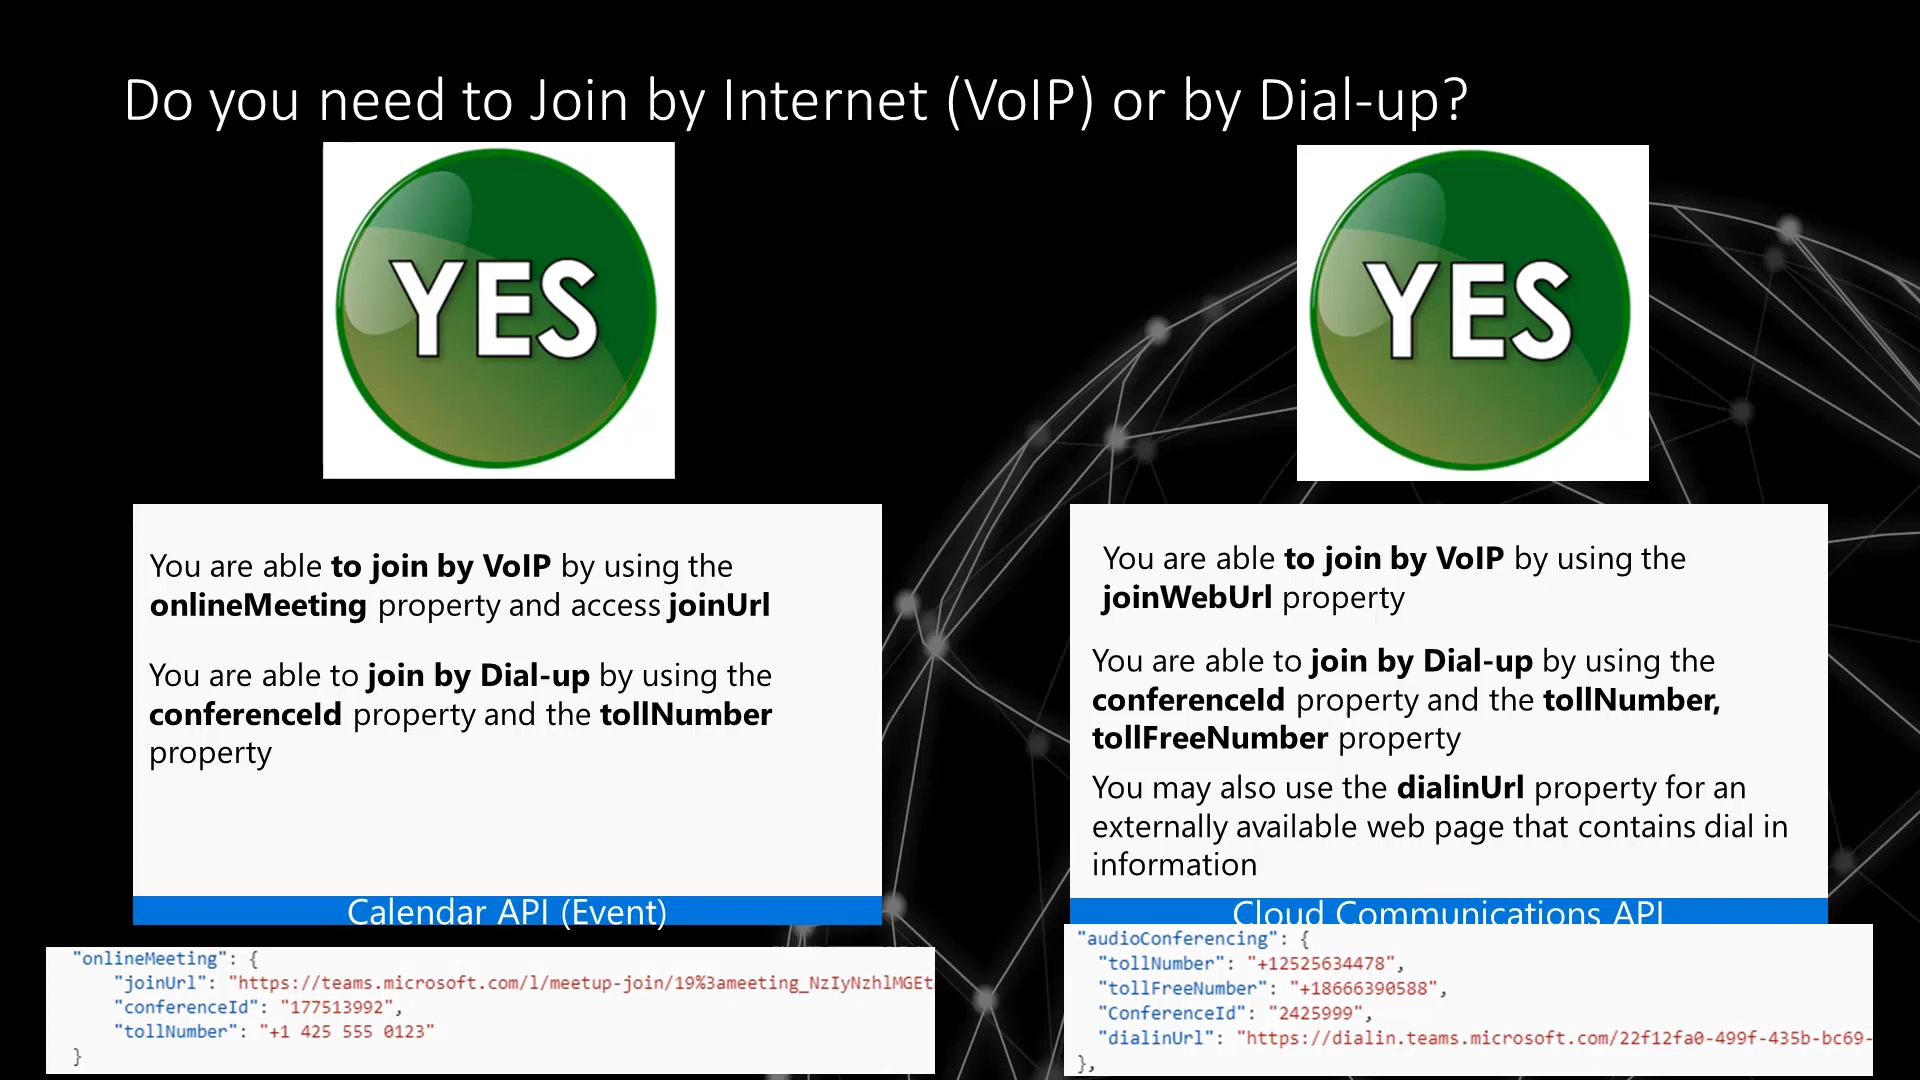 Do you need to Join by Internet (VoIP) or by Dial-up?
YES
YES
You are able to join by VoIP by using the
onlineMeeting property and access joinUrl
You are able to join by Dial-up by using the
conferenceId property and the tollNumber
property
Calendar API (Event)
"onlineMeeting": {
"joinUrl": "https://teams.microsoft.com/l/meetup-join/19%3ameeting_NzIyNzhlMGEt
"conferenceId": "177513992",
"tollNumber": "+1 425 555 0123"
}
You are able to join by VoIP by using the
joinWebUrl property
You are able to join by Dial-up by using the
conferenceId property and the tollNumber,
tollFreeNumber property
You may also use the dialinUrl property for an
externally available web page that contains dial in
information
Cloud Communications API
"audioConferencing": {
"tollNumber": "+12525634478",
"tollFreeNumber": "+18666390588",
"ConferenceId": "2425999",
"dialinUrl": "https://dialin.teams.microsoft.com/22f12fa0-499f-435b-bc69-
},